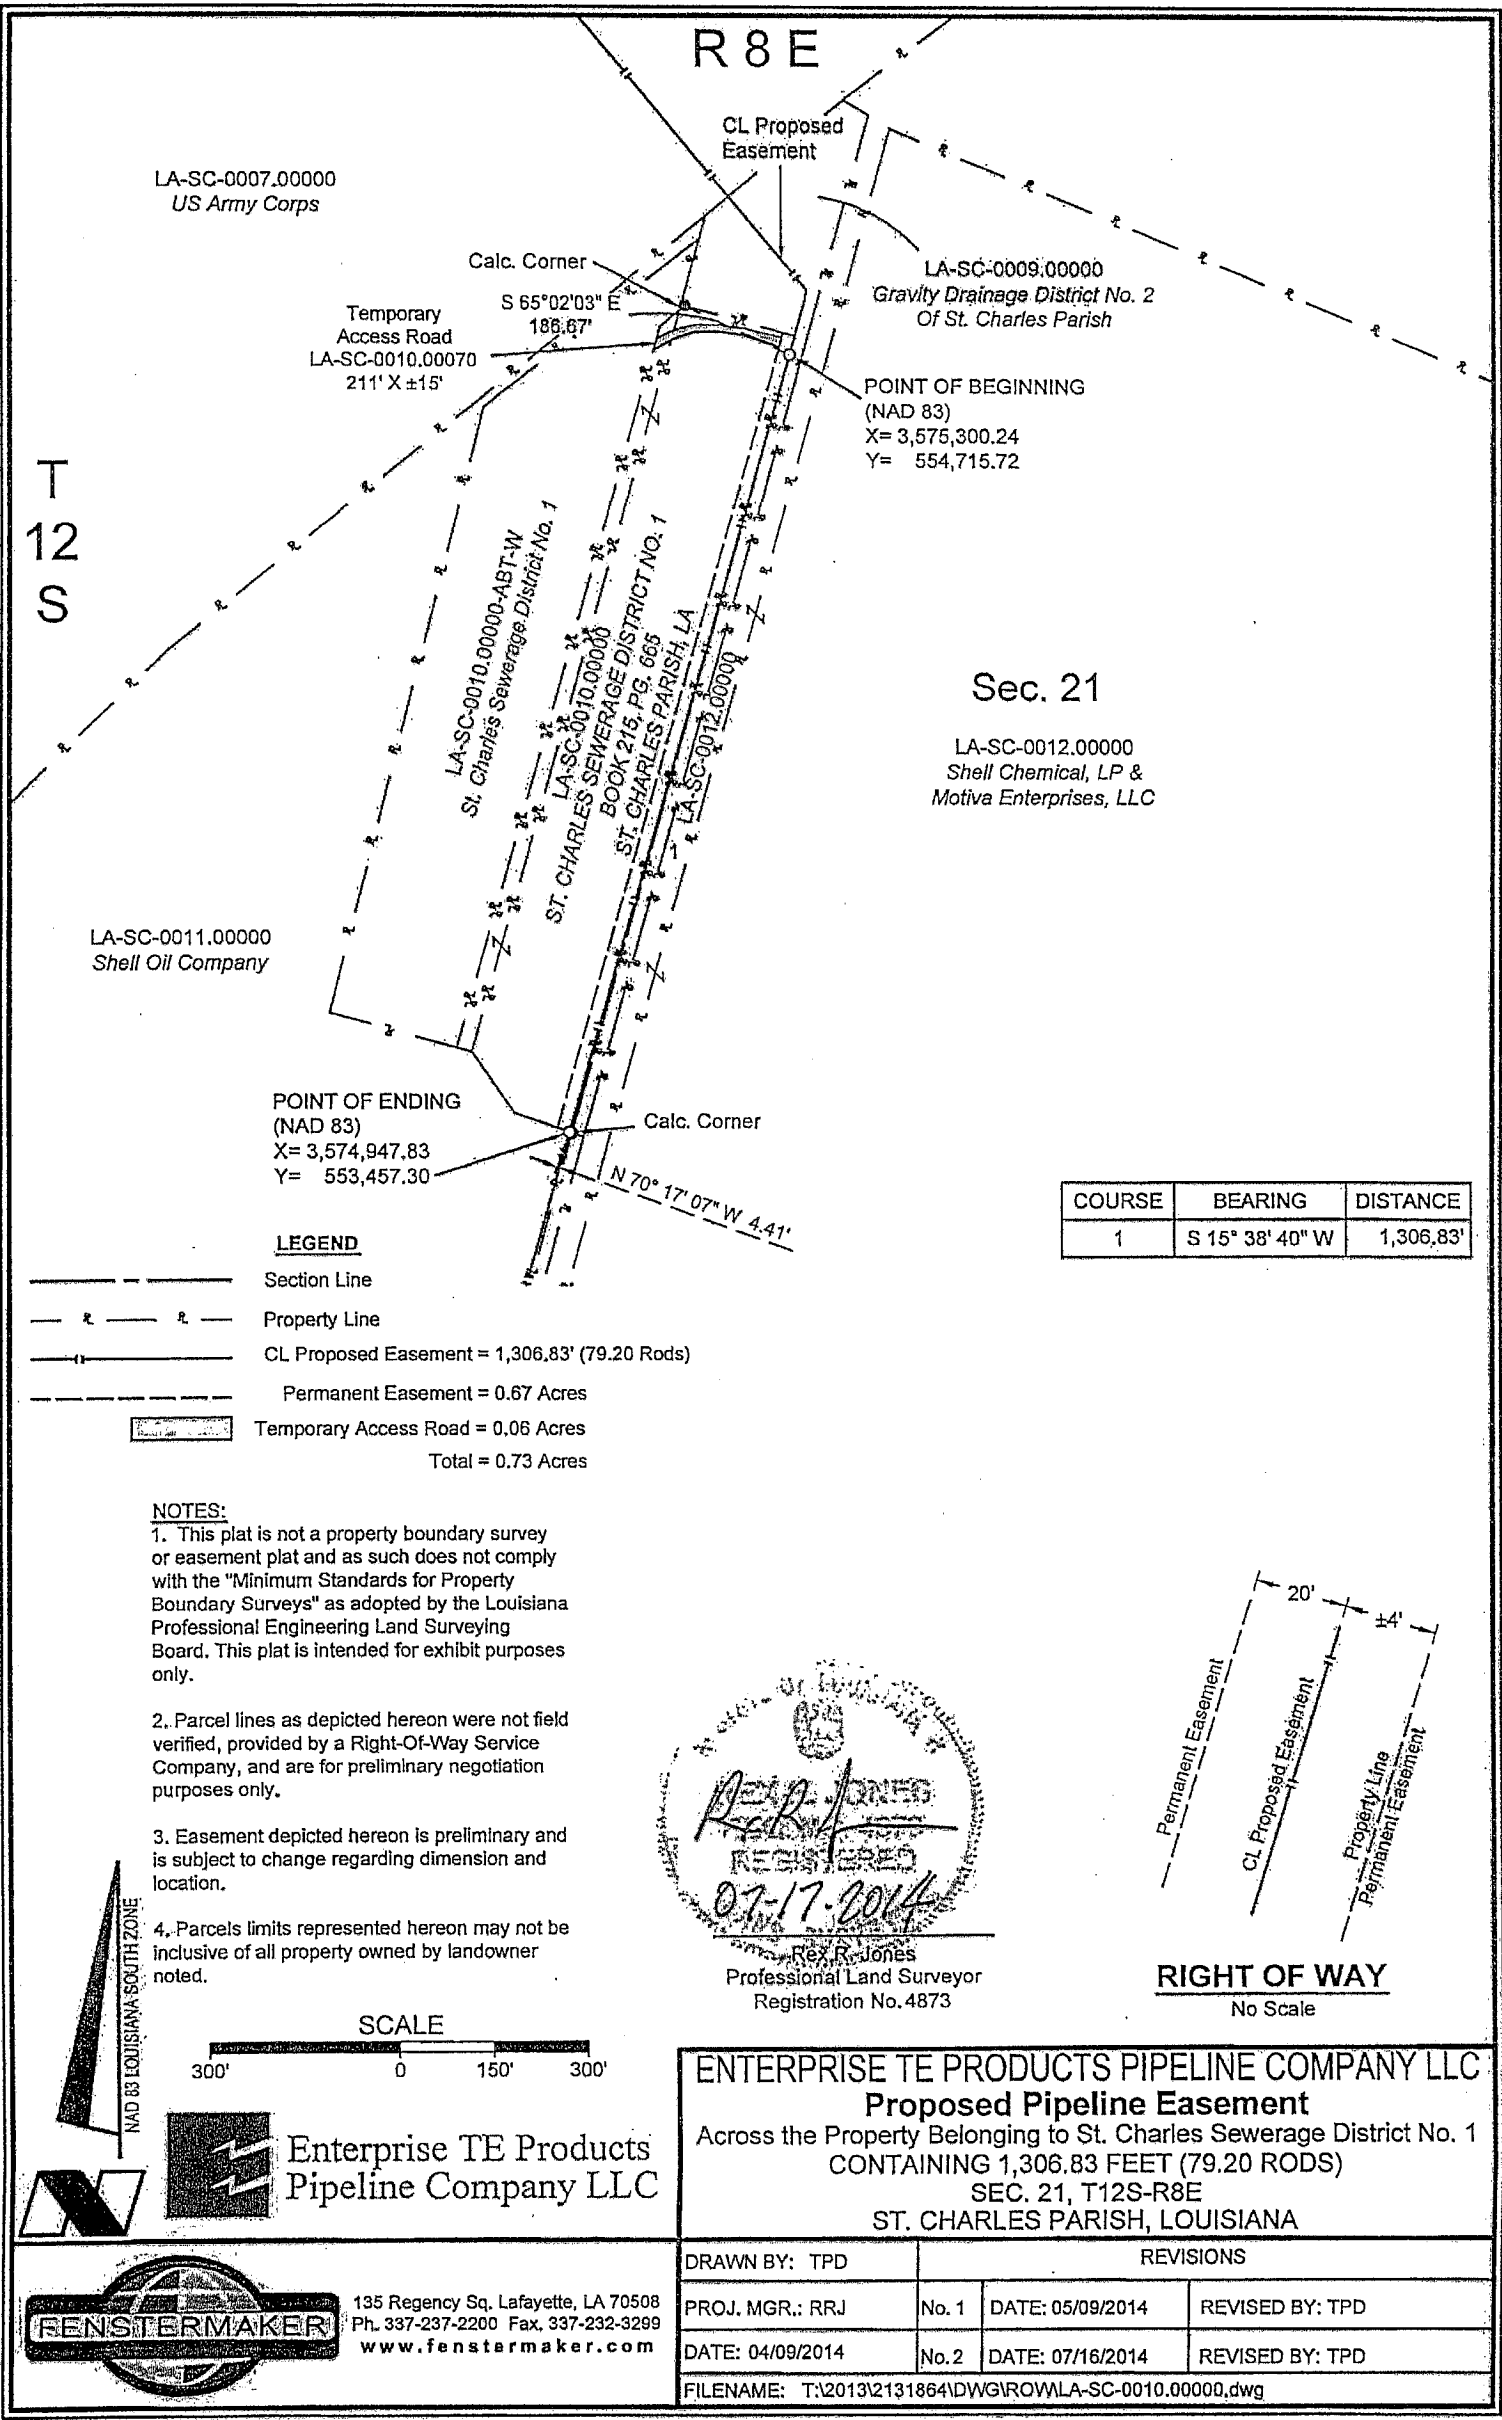 R 8 E
CL Proposed
Easement
LA-SC-0007.00000
US Army Corps
Calc. Corner
S 65°02'03" E
186.67'
LA-SC-0009.00000
Gravity Drainage District No. 2
Of St. Charles Parish
Temporary
Access Road
LA-SC-0010.00070
211' X ±15'
POINT OF BEGINNING
(NAD 83)
X= 3,575,300.24
Y= 554,715.72
T
12
S
LA-SC-0010.00000-ABT-W
St. Charles Sewerage District No. 1
LA-SC-0010.00000
ST. CHARLES SEWERAGE DISTRICT NO. 1
BOOK 215, PG. 665
ST. CHARLES PARISH, LA
LA-SC-0012.00000
1
Sec. 21
LA-SC-0012.00000
Shell Chemical, LP &
Motiva Enterprises, LLC
LA-SC-0011.00000
Shell Oil Company
POINT OF ENDING
(NAD 83)
X= 3,574,947.83
Y= 553,457.30
Calc. Corner
N 70° 17' 07" W 4.41'
COURSE BEARING DISTANCE
1 S 15° 38' 40" W 1,306.83'
LEGEND
Section Line
Property Line
CL Proposed Easement = 1,306.83' (79.20 Rods)
Permanent Easement = 0.67 Acres
Temporary Access Road = 0.06 Acres
Total = 0.73 Acres
NOTES:
1. This plat is not a property boundary survey
or easement plat and as such does not comply
with the "Minimum Standards for Property
Boundary Surveys" as adopted by the Louisiana
Professional Engineering Land Surveying
Board. This plat is intended for exhibit purposes
only.
2. Parcel lines as depicted hereon were not field
verified, provided by a Right-Of-Way Service
Company, and are for preliminary negotiation
purposes only.
3. Easement depicted hereon is preliminary and
is subject to change regarding dimension and
location.
4. Parcels limits represented hereon may not be
inclusive of all property owned by landowner
noted.
NAD 83 LOUISIANA SOUTH ZONE
SCALE
300' 0 150' 300'
REX R. JONES
REGISTERED
07-17-2014
Rex R. Jones
Professional Land Surveyor
Registration No. 4873
20' ±4'
Permanent Easement
CL Proposed Easement
Property Line
Permanent Easement
RIGHT OF WAY
No Scale
Enterprise TE Products
Pipeline Company LLC
ENTERPRISE TE PRODUCTS PIPELINE COMPANY LLC
Proposed Pipeline Easement
Across the Property Belonging to St. Charles Sewerage District No. 1
CONTAINING 1,306.83 FEET (79.20 RODS)
SEC. 21, T12S-R8E
ST. CHARLES PARISH, LOUISIANA
FENSTERMAKER
135 Regency Sq. Lafayette, LA 70508
Ph. 337-237-2200 Fax. 337-232-3299
www.fenstermaker.com
DRAWN BY: TPD REVISIONS
PROJ. MGR.: RRJ No. 1 DATE: 05/09/2014 REVISED BY: TPD
DATE: 04/09/2014 No. 2 DATE: 07/16/2014 REVISED BY: TPD
FILENAME: T:\2013\2131864\DWG\ROW\LA-SC-0010.00000.dwg